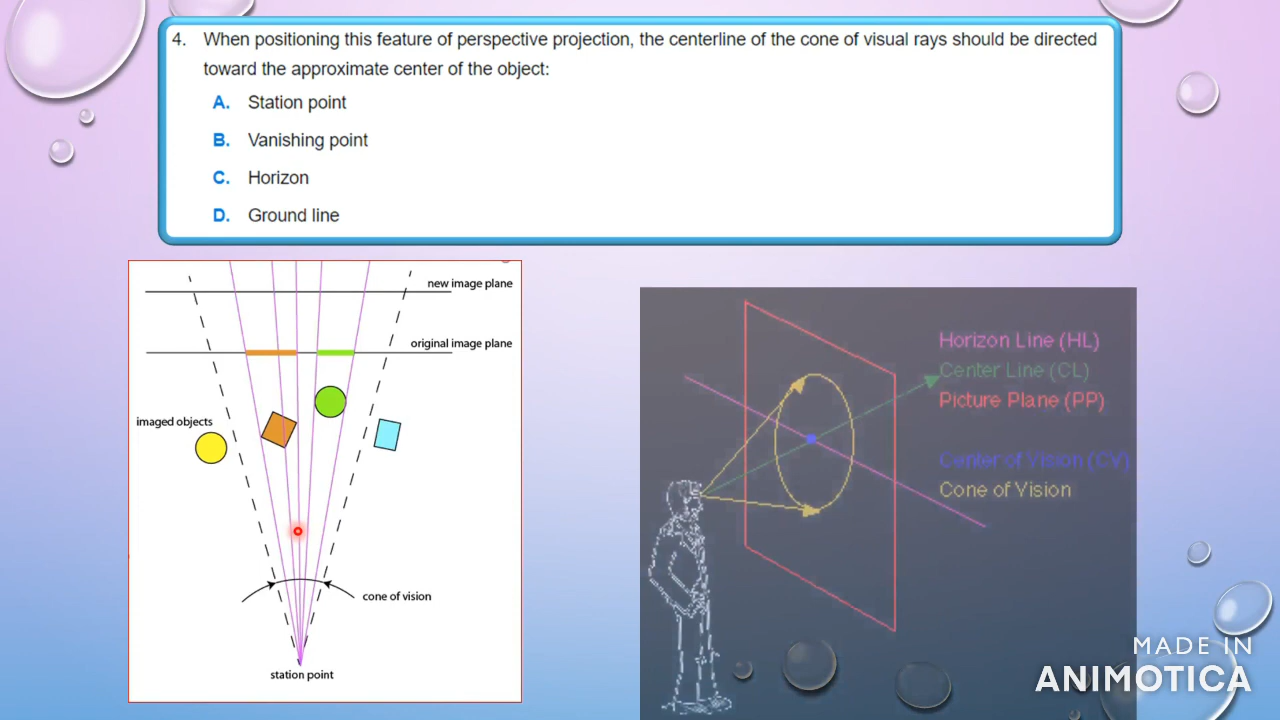 4. When positioning this feature of perspective projection, the centerline of the cone of visual rays should be directed
toward the approximate center of the object:
A. Station point
B. Vanishing point
C. Horizon
D. Ground line
new image plane
original image plane
imaged objects
cone of vision
station point
Horizon Line (HL)
Center Line (CL)
Picture Plane (PP)
Center of Vision (CV)
Cone of Vision
MADE IN
ANIMOTICA